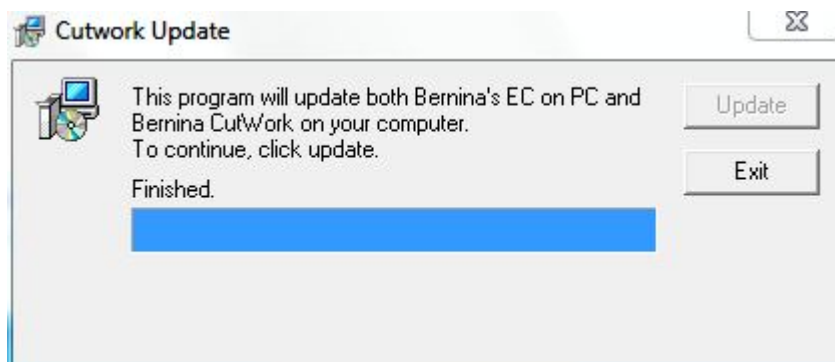 Cutwork Update
This program will update both Bernina's EC on PC and
Bernina CutWork on your computer.
To continue, click update.
Finished.
Update
Exit